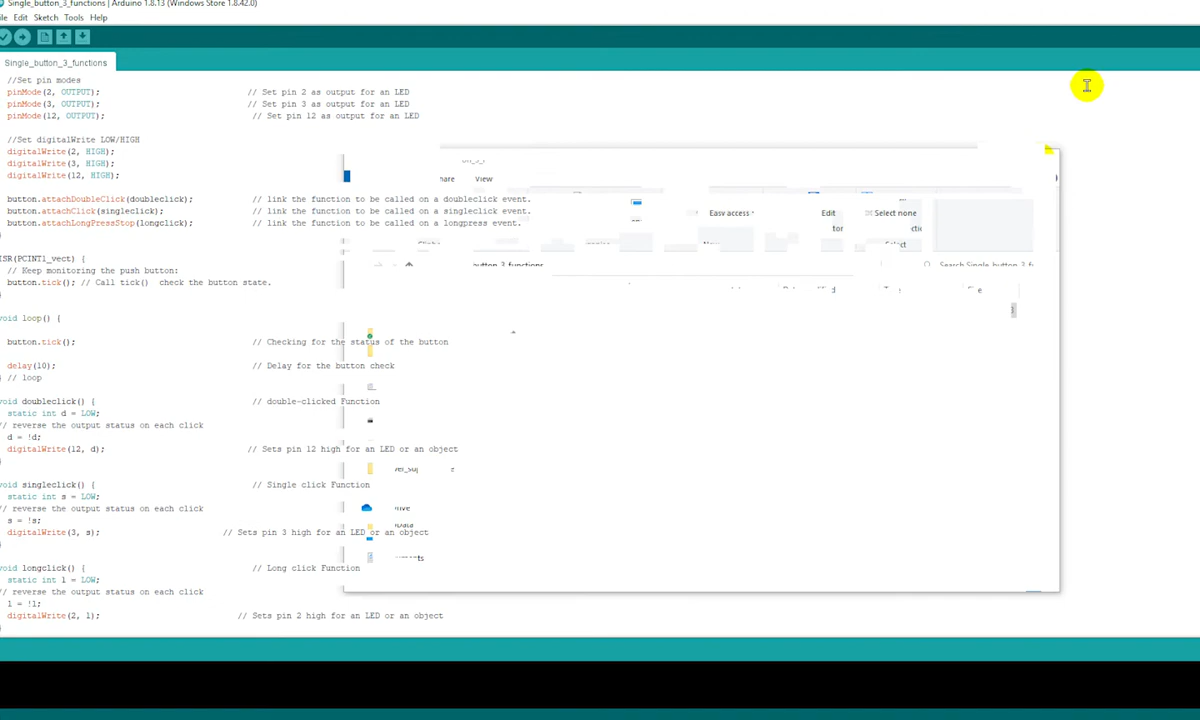 Single_button_3_functions | Arduino 1.8.13 (Windows Store 1.8.42.0)
Edit Sketch Tools Help
Single_button_3_functions
//Set pin modes
pinMode(2, OUTPUT); // Set pin 2 as output for an LED
pinMode(3, OUTPUT); // Set pin 3 as output for an LED
pinMode(12, OUTPUT); // Set pin 12 as output for an LED
//Set digitalWrite LOW/HIGH
digitalWrite(2, HIGH);
digitalWrite(3, HIGH);
digitalWrite(12, HIGH);
View
button.attachDoubleClick(doubleclick); // link the function to be called on a doubleclick event.
button.attachClick(singleclick); // link the function to be called on a singleclick event.
Easy access Edit Select none
button.attachLongPressStop(longclick); // link the function to be called on a longpress event.
Select
ISR(PCINT1_vect) {
button_3_functions Search Single_button_3_f
// Keep monitoring the push button:
button.tick(); // Call tick() check the button state.
void loop() {
button.tick(); // Checking for the status of the button
delay(10); // Delay for the button check
} // loop
void doubleclick() { // double-clicked Function
static int d = LOW;
// reverse the output status on each click
d = !d;
digitalWrite(12, d); // Sets pin 12 high for an LED or an object
void singleclick() { // Single click Function
static int s = LOW;
// reverse the output status on each click
s = !s;
digitalWrite(3, s); // Sets pin 3 high for an LED or an object
void longclick() { // Long click Function
static int l = LOW;
// reverse the output status on each click
l = !l;
digitalWrite(2, l); // Sets pin 2 high for an LED or an object